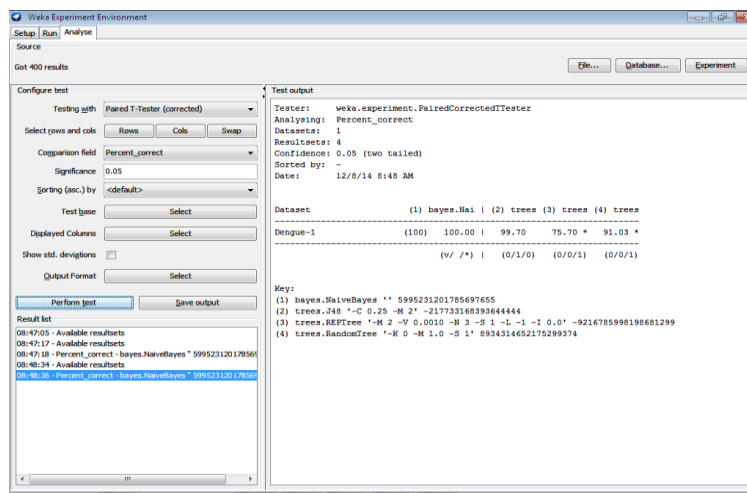 Weka Experiment Environment
Setup Run Analyse
Source
Got 400 results
File... Database... Experiment
Configure test
Testing with Paired T-Tester (corrected)
Select rows and cols Rows Cols Swap
Comparison field Percent_correct
Significance 0.05
Sorting (asc.) by <default>
Test base Select
Displayed Columns Select
Show std. deviations
Output Format Select
Perform test Save output
Result list
08:47:05 - Available resultsets
08:47:17 - Available resultsets
08:47:18 - Percent_correct - bayes.NaiveBayes '' 599523120178569
08:48:34 - Available resultsets
08:48:36 - Percent_correct - bayes.NaiveBayes '' 599523120178569
Test output
Tester: weka.experiment.PairedCorrectedTTester
Analysing: Percent_correct
Datasets: 1
Resultsets: 4
Confidence: 0.05 (two tailed)
Sorted by: -
Date: 12/8/14 8:48 AM
Dataset (1) bayes.Nai | (2) trees (3) trees (4) trees
Dengue-1 (100) 100.00 | 99.70 75.70 * 91.03 *
(v/ /*) | (0/1/0) (0/0/1) (0/0/1)
Key:
(1) bayes.NaiveBayes '' 5995231201785697655
(2) trees.J48 '-C 0.25 -M 2' -217733168393644444
(3) trees.REPTree '-M 2 -V 0.0010 -N 3 -S 1 -L -1 -I 0.0' -9216785998198681299
(4) trees.RandomTree '-K 0 -M 1.0 -S 1' 8934314652175299374